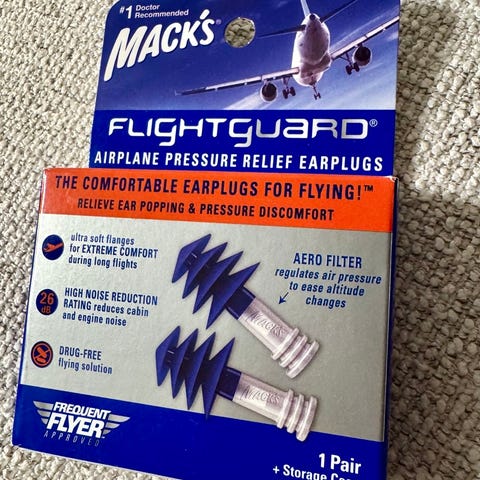 #1 Doctor
Recommended
MACK'S
FLIGHTGUARD®
AIRPLANE PRESSURE RELIEF EARPLUGS
THE COMFORTABLE EARPLUGS FOR FLYING!™
RELIEVE EAR POPPING & PRESSURE DISCOMFORT
ultra soft flanges
for EXTREME COMFORT
during long flights
26
dB
HIGH NOISE REDUCTION
RATING reduces cabin
and engine noise
DRUG-FREE
flying solution
AERO FILTER
regulates air pressure
to ease altitude
changes
MACK'S
MACK'S
FREQUENT
FLYER
APPROVED
1 Pair
+ Storage